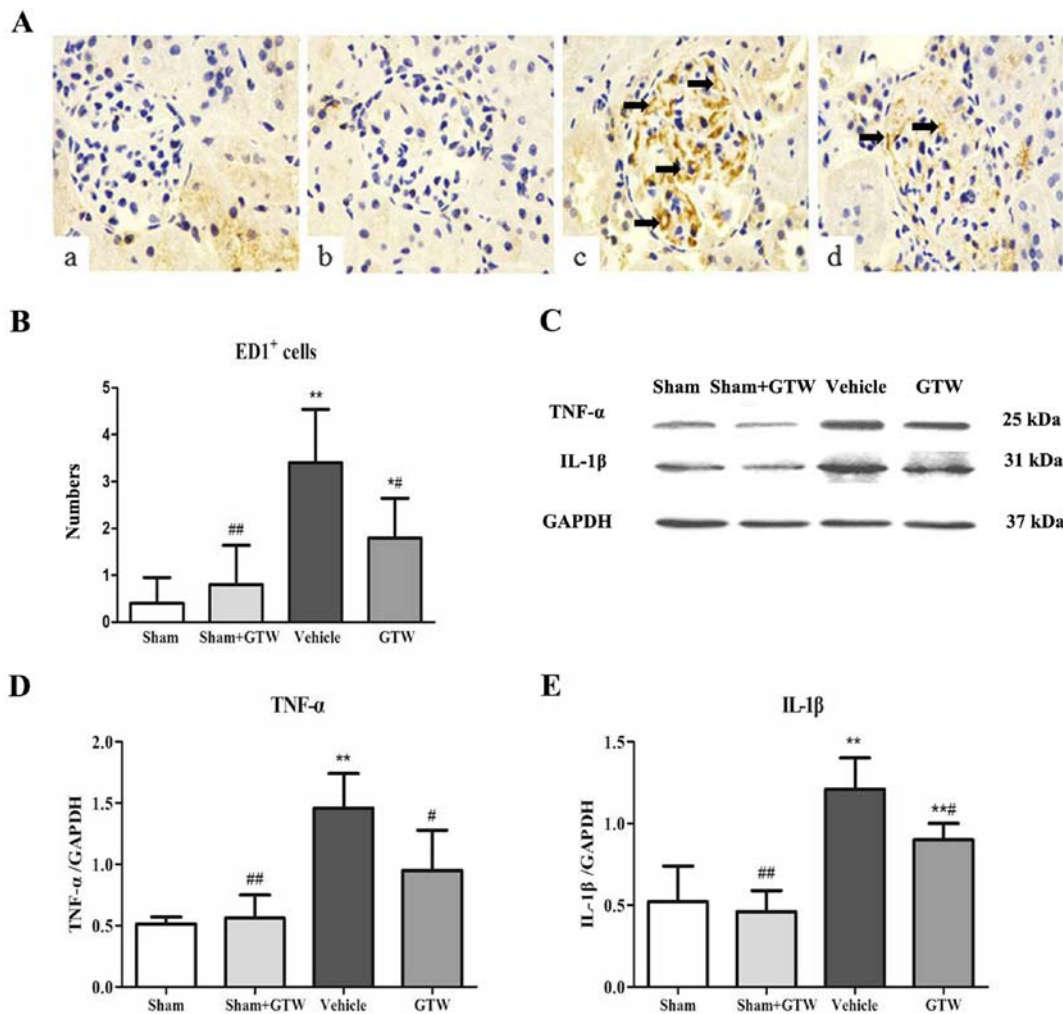 A
a b c d
B
ED1⁺ cells
Numbers
5
4
3
2
1
0
**
##
*#
Sham Sham+GTW Vehicle GTW
C
Sham Sham+GTW Vehicle GTW
TNF-α 25 kDa
IL-1β 31 kDa
GAPDH 37 kDa
D
TNF-α
TNF-α /GAPDH
2.0
1.5
1.0
0.5
0.0
##
**
#
Sham Sham+GTW Vehicle GTW
E
IL-1β
IL-1β /GAPDH
1.5
1.0
0.5
0.0
##
**
**#
Sham Sham+GTW Vehicle GTW